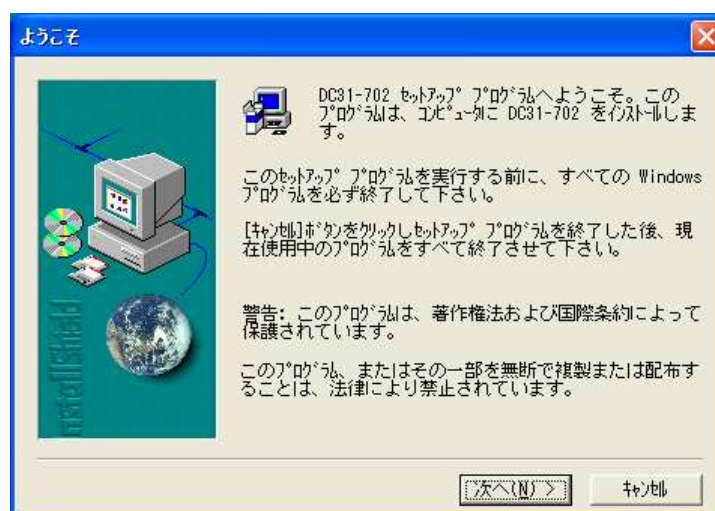 ようこそ
DC31-702 ｾｯﾄｱｯﾌﾟ ﾌﾟﾛｸﾞﾗﾑへようこそ。この
ﾌﾟﾛｸﾞﾗﾑは、ｺﾝﾋﾟｭｰﾀに DC31-702 をｲﾝｽﾄｰﾙしま
す。
このｾｯﾄｱｯﾌﾟ ﾌﾟﾛｸﾞﾗﾑを実行する前に、すべての Windows
ﾌﾟﾛｸﾞﾗﾑを必ず終了して下さい。
[ｷｬﾝｾﾙ]ﾎﾞﾀﾝをｸﾘｯｸしｾｯﾄｱｯﾌﾟ ﾌﾟﾛｸﾞﾗﾑを終了した後、現
在使用中のﾌﾟﾛｸﾞﾗﾑをすべて終了させて下さい。
警告: このﾌﾟﾛｸﾞﾗﾑは、著作権法および国際条約によって
保護されています。
このﾌﾟﾛｸﾞﾗﾑ、またはその一部を無断で複製または配布す
ることは、法律により禁止されています。
InstallShield
次へ(N) >
ｷｬﾝｾﾙ